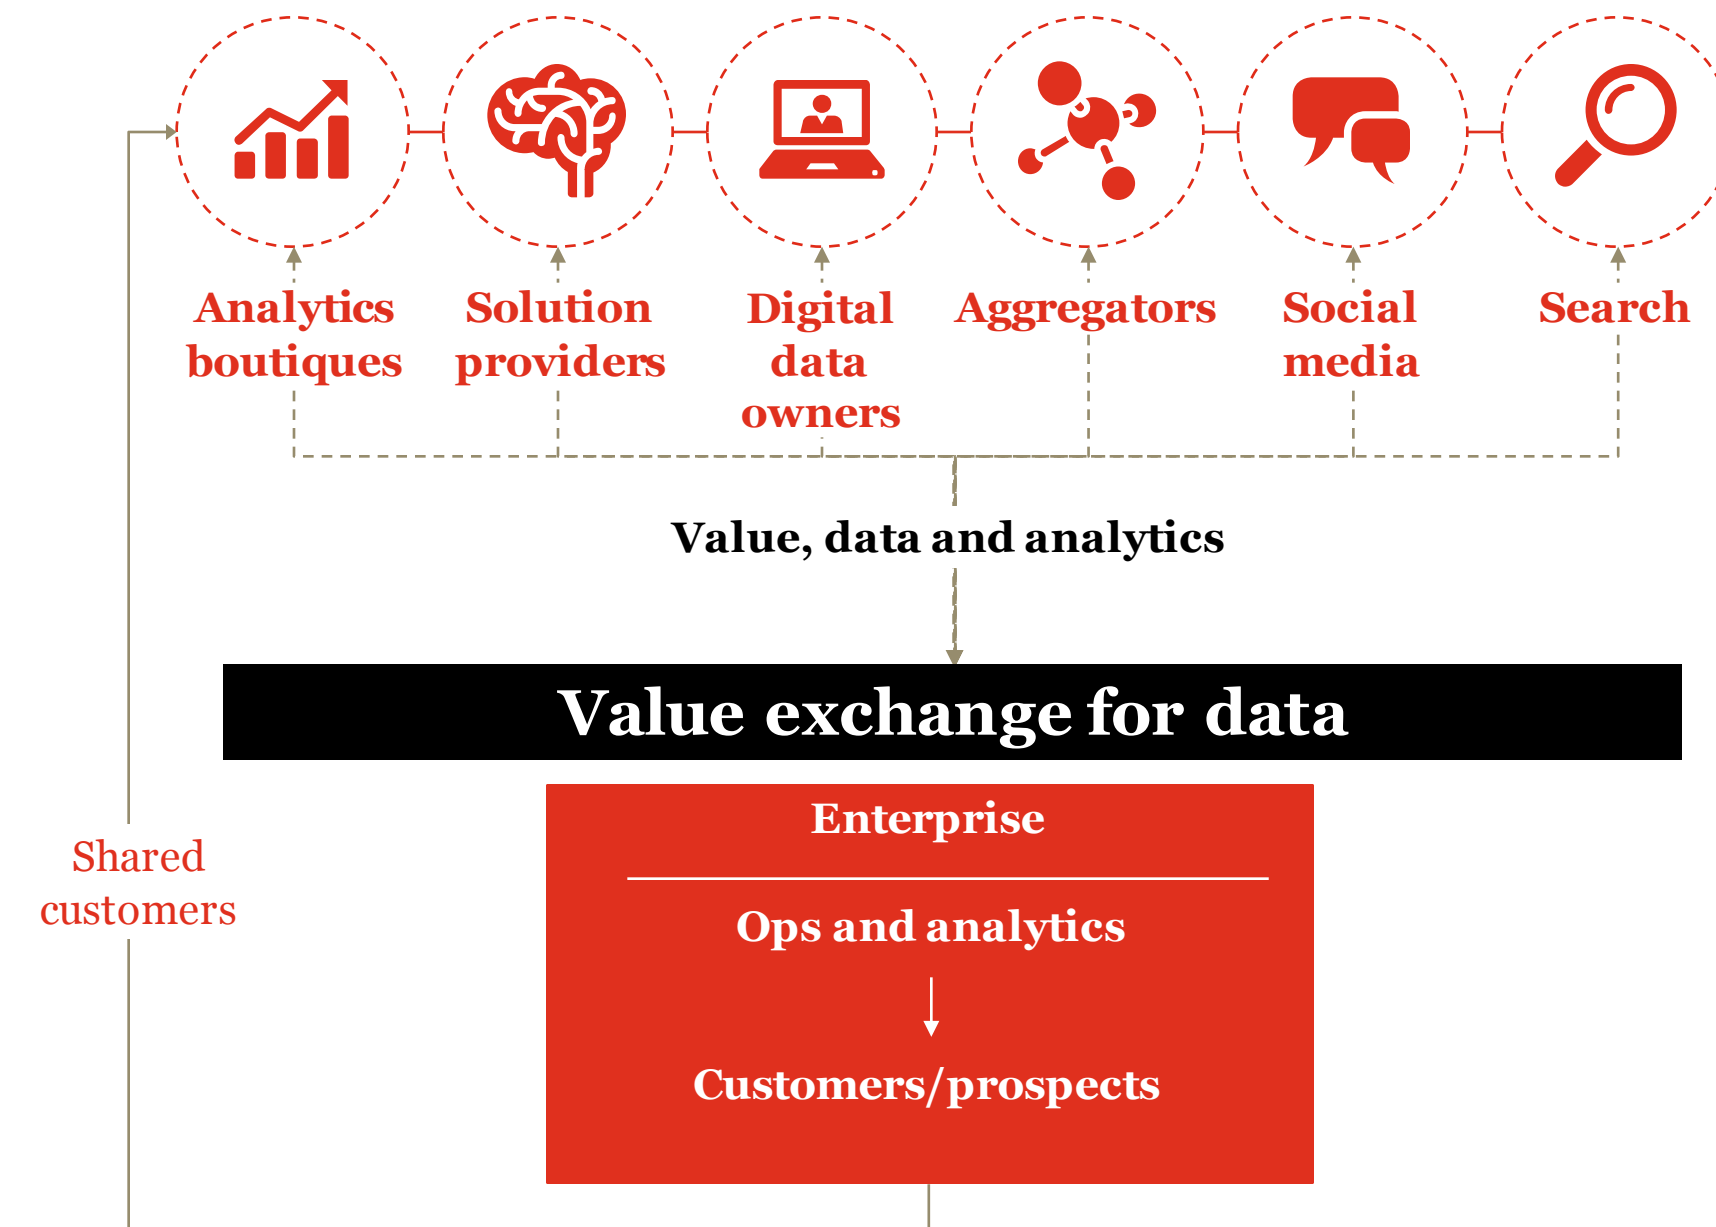 Analytics
boutiques
Solution
providers
Digital
data
owners
Aggregators
Social
media
Search
Value, data and analytics
Value exchange for data
Enterprise
Ops and analytics
Customers/prospects
Shared
customers